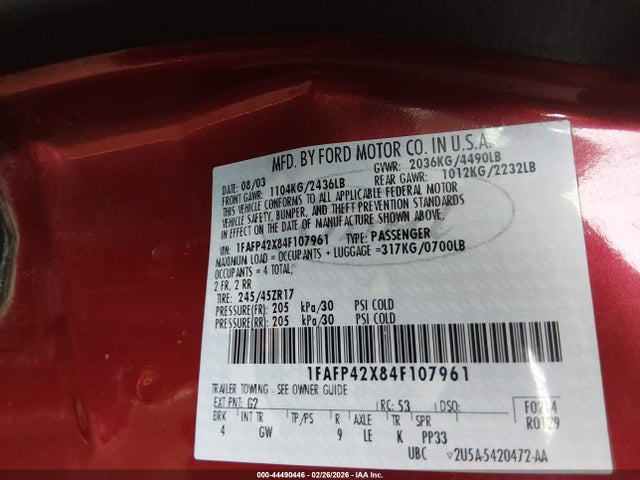 MFD. BY FORD MOTOR CO. IN U.S.A.
DATE: 08/03 GVWR: 2036KG/4490LB
FRONT GAWR: 1104KG/2436LB REAR GAWR: 1012KG/2232LB
THIS VEHICLE CONFORMS TO ALL APPLICABLE FEDERAL MOTOR
VEHICLE SAFETY, BUMPER, AND THEFT PREVENTION STANDARDS
IN EFFECT ON THE DATE OF MANUFACTURE SHOWN ABOVE.
VIN: 1FAFP42X84F107961 TYPE: PASSENGER
MAXIMUM LOAD = OCCUPANTS + LUGGAGE =317KG/0700LB
OCCUPANTS = 4 TOTAL;
2 FR, 2 RR
TIRE: 245/45ZR17
PRESSURE(FR): 205 kPa/30 PSI COLD
PRESSURE(RR): 205 kPa/30 PSI COLD
1FAFP42X84F107961
TRAILER TOWING - SEE OWNER GUIDE
EXT PNT: G2 RC: 53 DSO: F0214
BRK INT TR TP/PS R AXLE TR SPR R0129
4 GW 9 LE K PP33
UBC ▽2U5A-5420472-AA
000-44490446 | 02/26/2026 - IAA Inc.